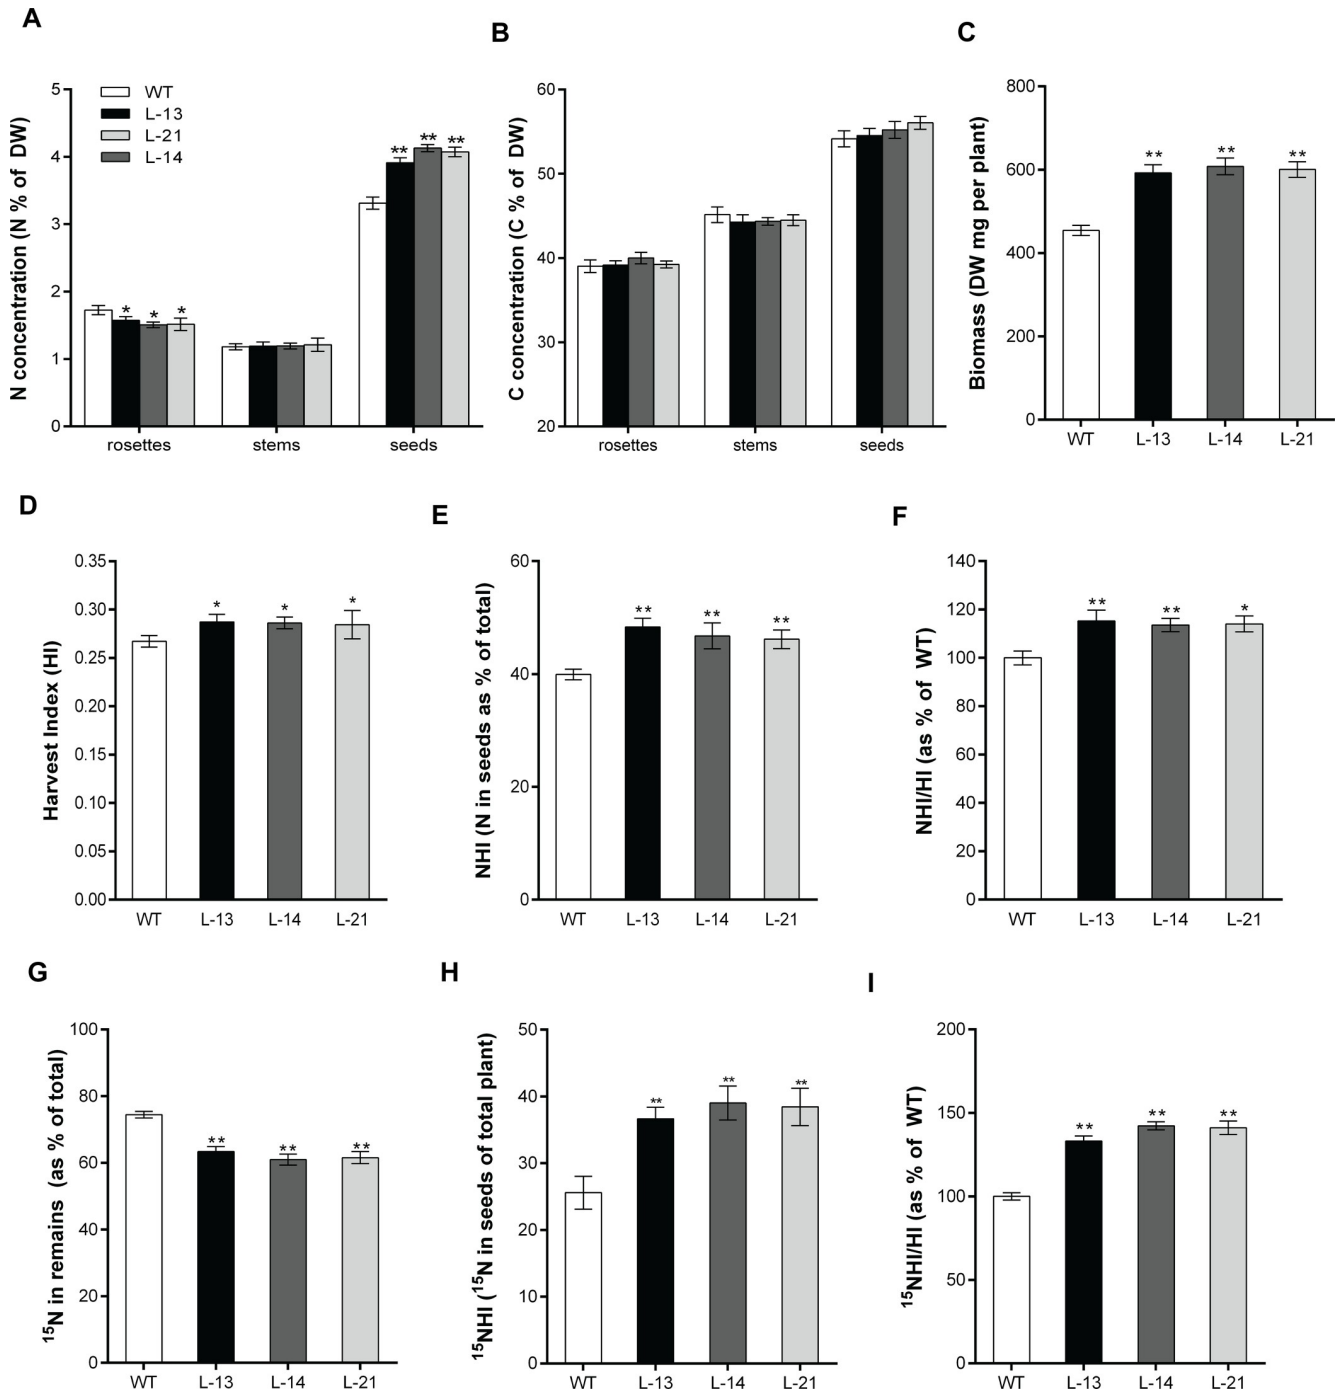 A
N concentration (N % of DW)
5
4
3
2
1
0
WT
L-13
L-21
L-14
* * *
** ** **
rosettes stems seeds
B
C concentration (C % of DW)
60
50
40
30
20
rosettes stems seeds
C
Biomass (DW mg per plant)
800
600
400
200
0
** ** **
WT L-13 L-14 L-21
D
Harvest Index (HI)
0.35
0.30
0.25
0.20
0.15
0.10
0.05
0.00
* * *
WT L-13 L-14 L-21
E
NHI (N in seeds as % of total)
60
40
20
0
** ** **
WT L-13 L-14 L-21
F
NHI/HI (as % of WT)
140
120
100
80
60
40
20
0
** ** *
WT L-13 L-14 L-21
G
¹⁵N in remains (as % of total)
100
80
60
40
20
0
** ** **
WT L-13 L-14 L-21
H
¹⁵NHI (¹⁵N in seeds of total plant)
50
40
30
20
10
0
** ** **
WT L-13 L-14 L-21
I
¹⁵NHI/HI (as % of WT)
200
150
100
50
0
** ** **
WT L-13 L-14 L-21